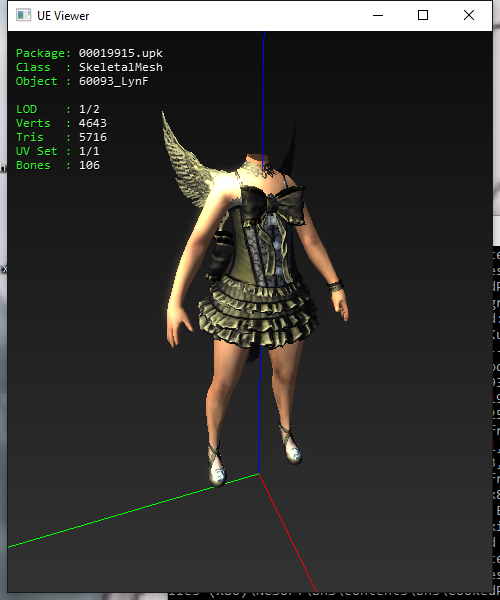 UE Viewer
Package: 00019915.upk
Class : SkeletalMesh
Object : 60093_LynF
LOD : 1/2
Verts : 4643
Tris : 5716
UV Set : 1/1
Bones : 106